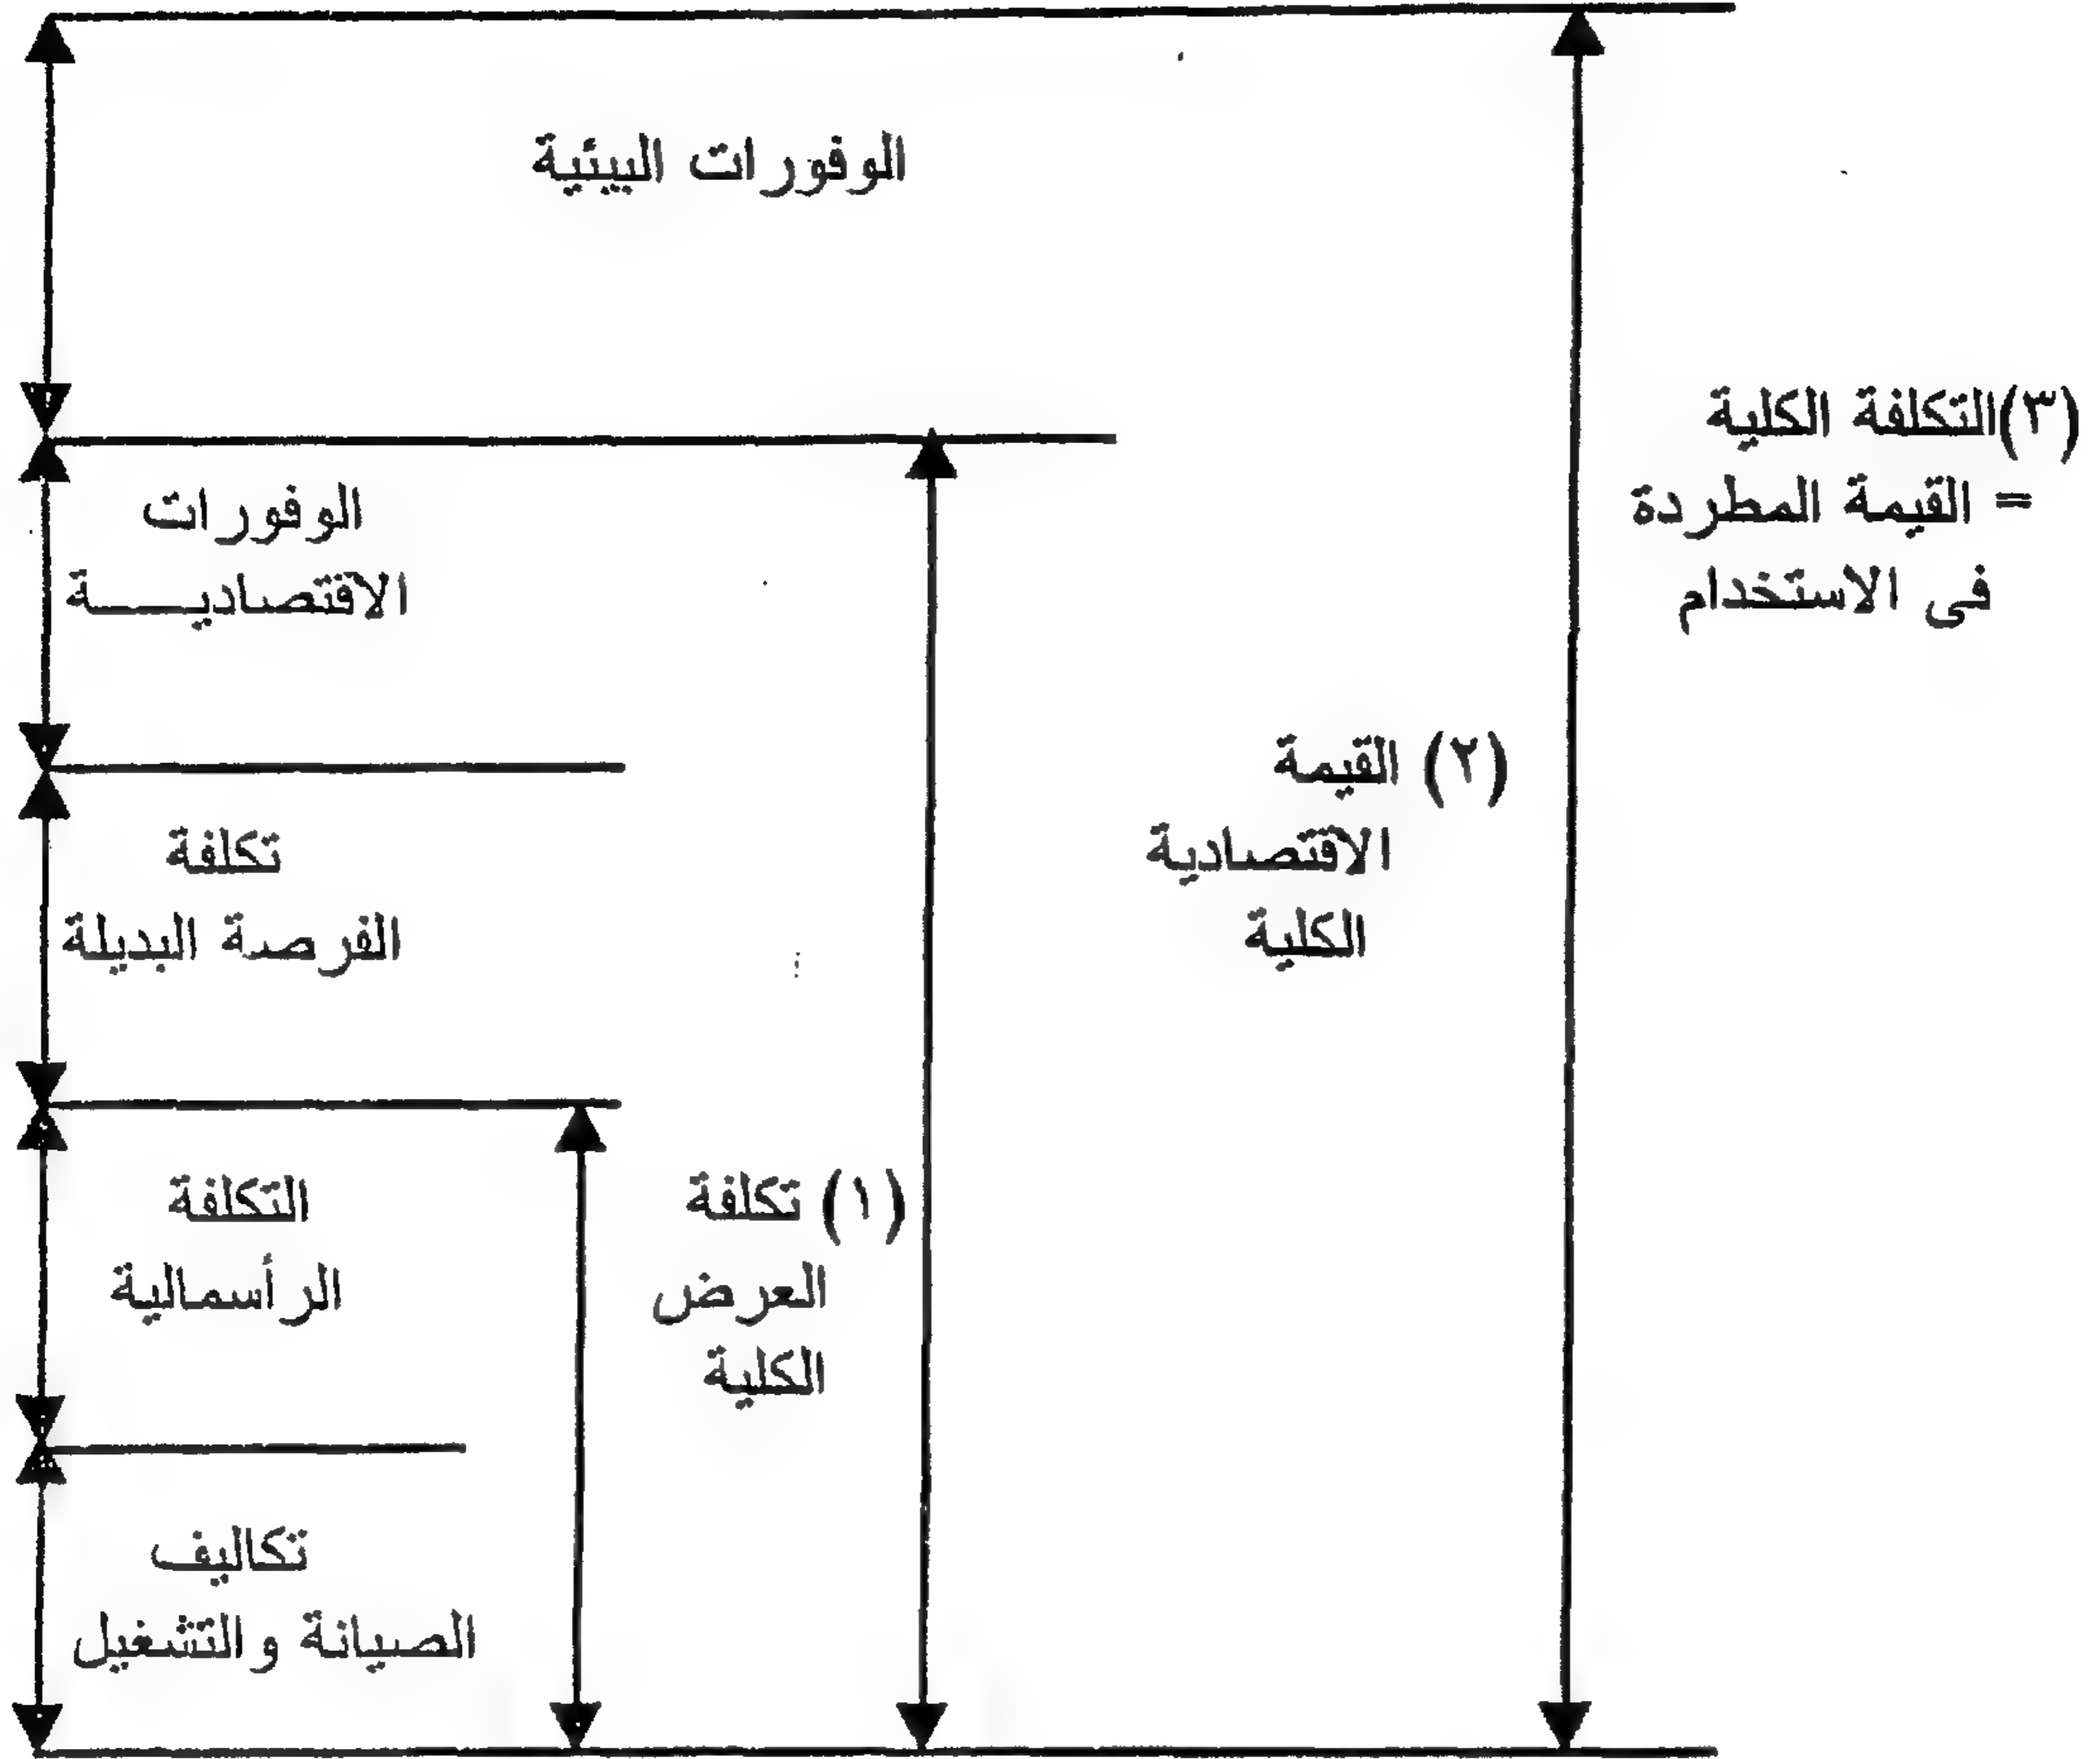 الوفورات البيئية
(٣)التكلفة الكلية
= القيمة المطردة
فى الاستخدام
الوفورات
الاقتصاديـــــة
(٢) القيمة
الاقتصادية
الكلية
تكلفة
الفرصة البديلة
(١) تكلفة
العرض
الكلية
التكلفة
الرأسمالية
تكاليف
الصيانة والتشغيل